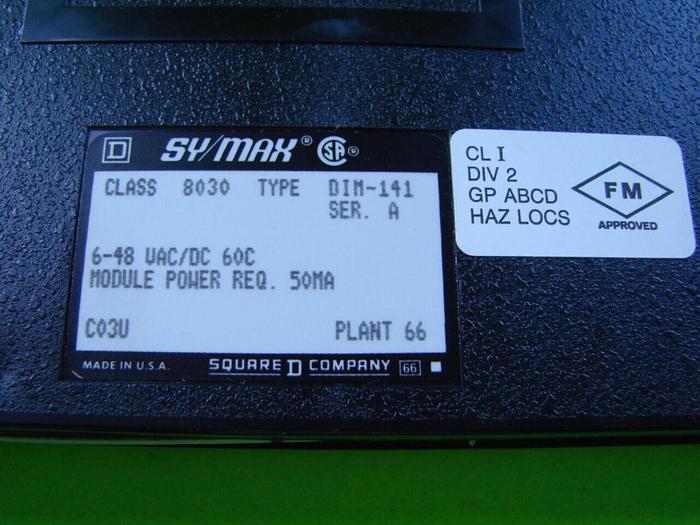 SY/MAX® SA®
CLASS 8030 TYPE DIM-141
SER. A
6-48 VAC/DC 60C
MODULE POWER REQ. 50MA
C03U PLANT 66
MADE IN U.S.A. SQUARE D COMPANY 66
CL I
DIV 2
GP ABCD
HAZ LOCS
FM
APPROVED